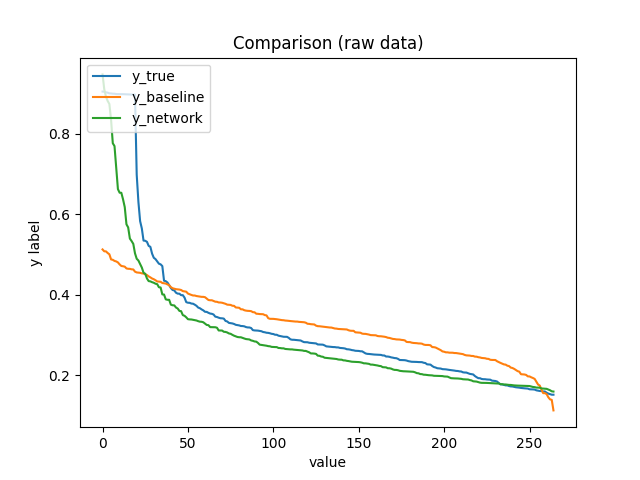 Comparison (raw data)
y_true
y_baseline
y_network
y label
0.8
0.6
0.4
0.2
0
50
100
150
200
250
value